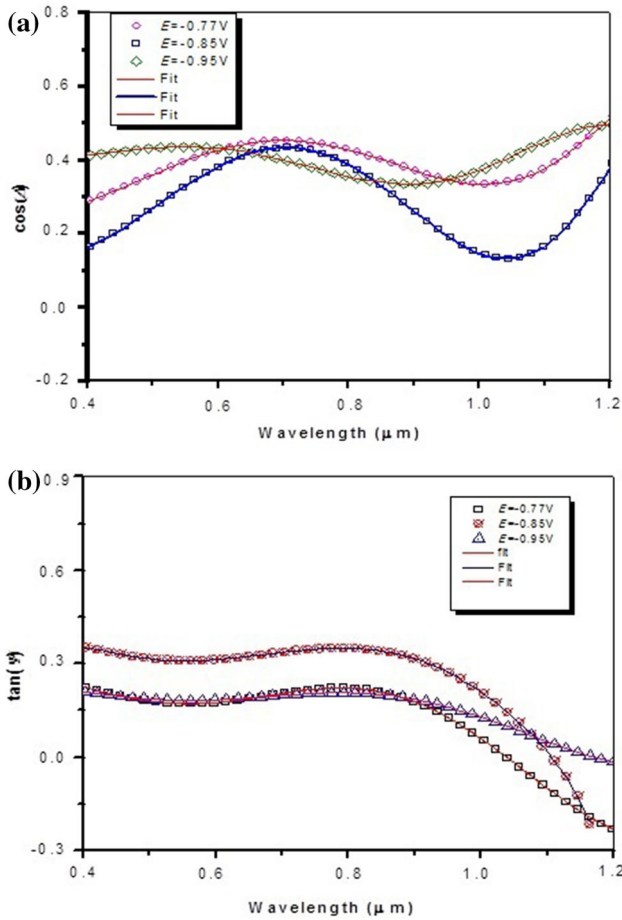 (a)
0.8
0.6
0.4
0.2
0.0
-0.2
cos(Δ)
E=-0.77V
E=-0.85V
E=-0.95V
Fit
Fit
Fit
0.4 0.6 0.8 1.0 1.2
Wavelength (µm)
(b)
0.9
0.6
0.3
0.0
-0.3
tan(Ψ)
E=-0.77V
E=-0.85V
E=-0.95V
fit
Fit
Fit
0.4 0.6 0.8 1.0 1.2
Wavelength (µm)